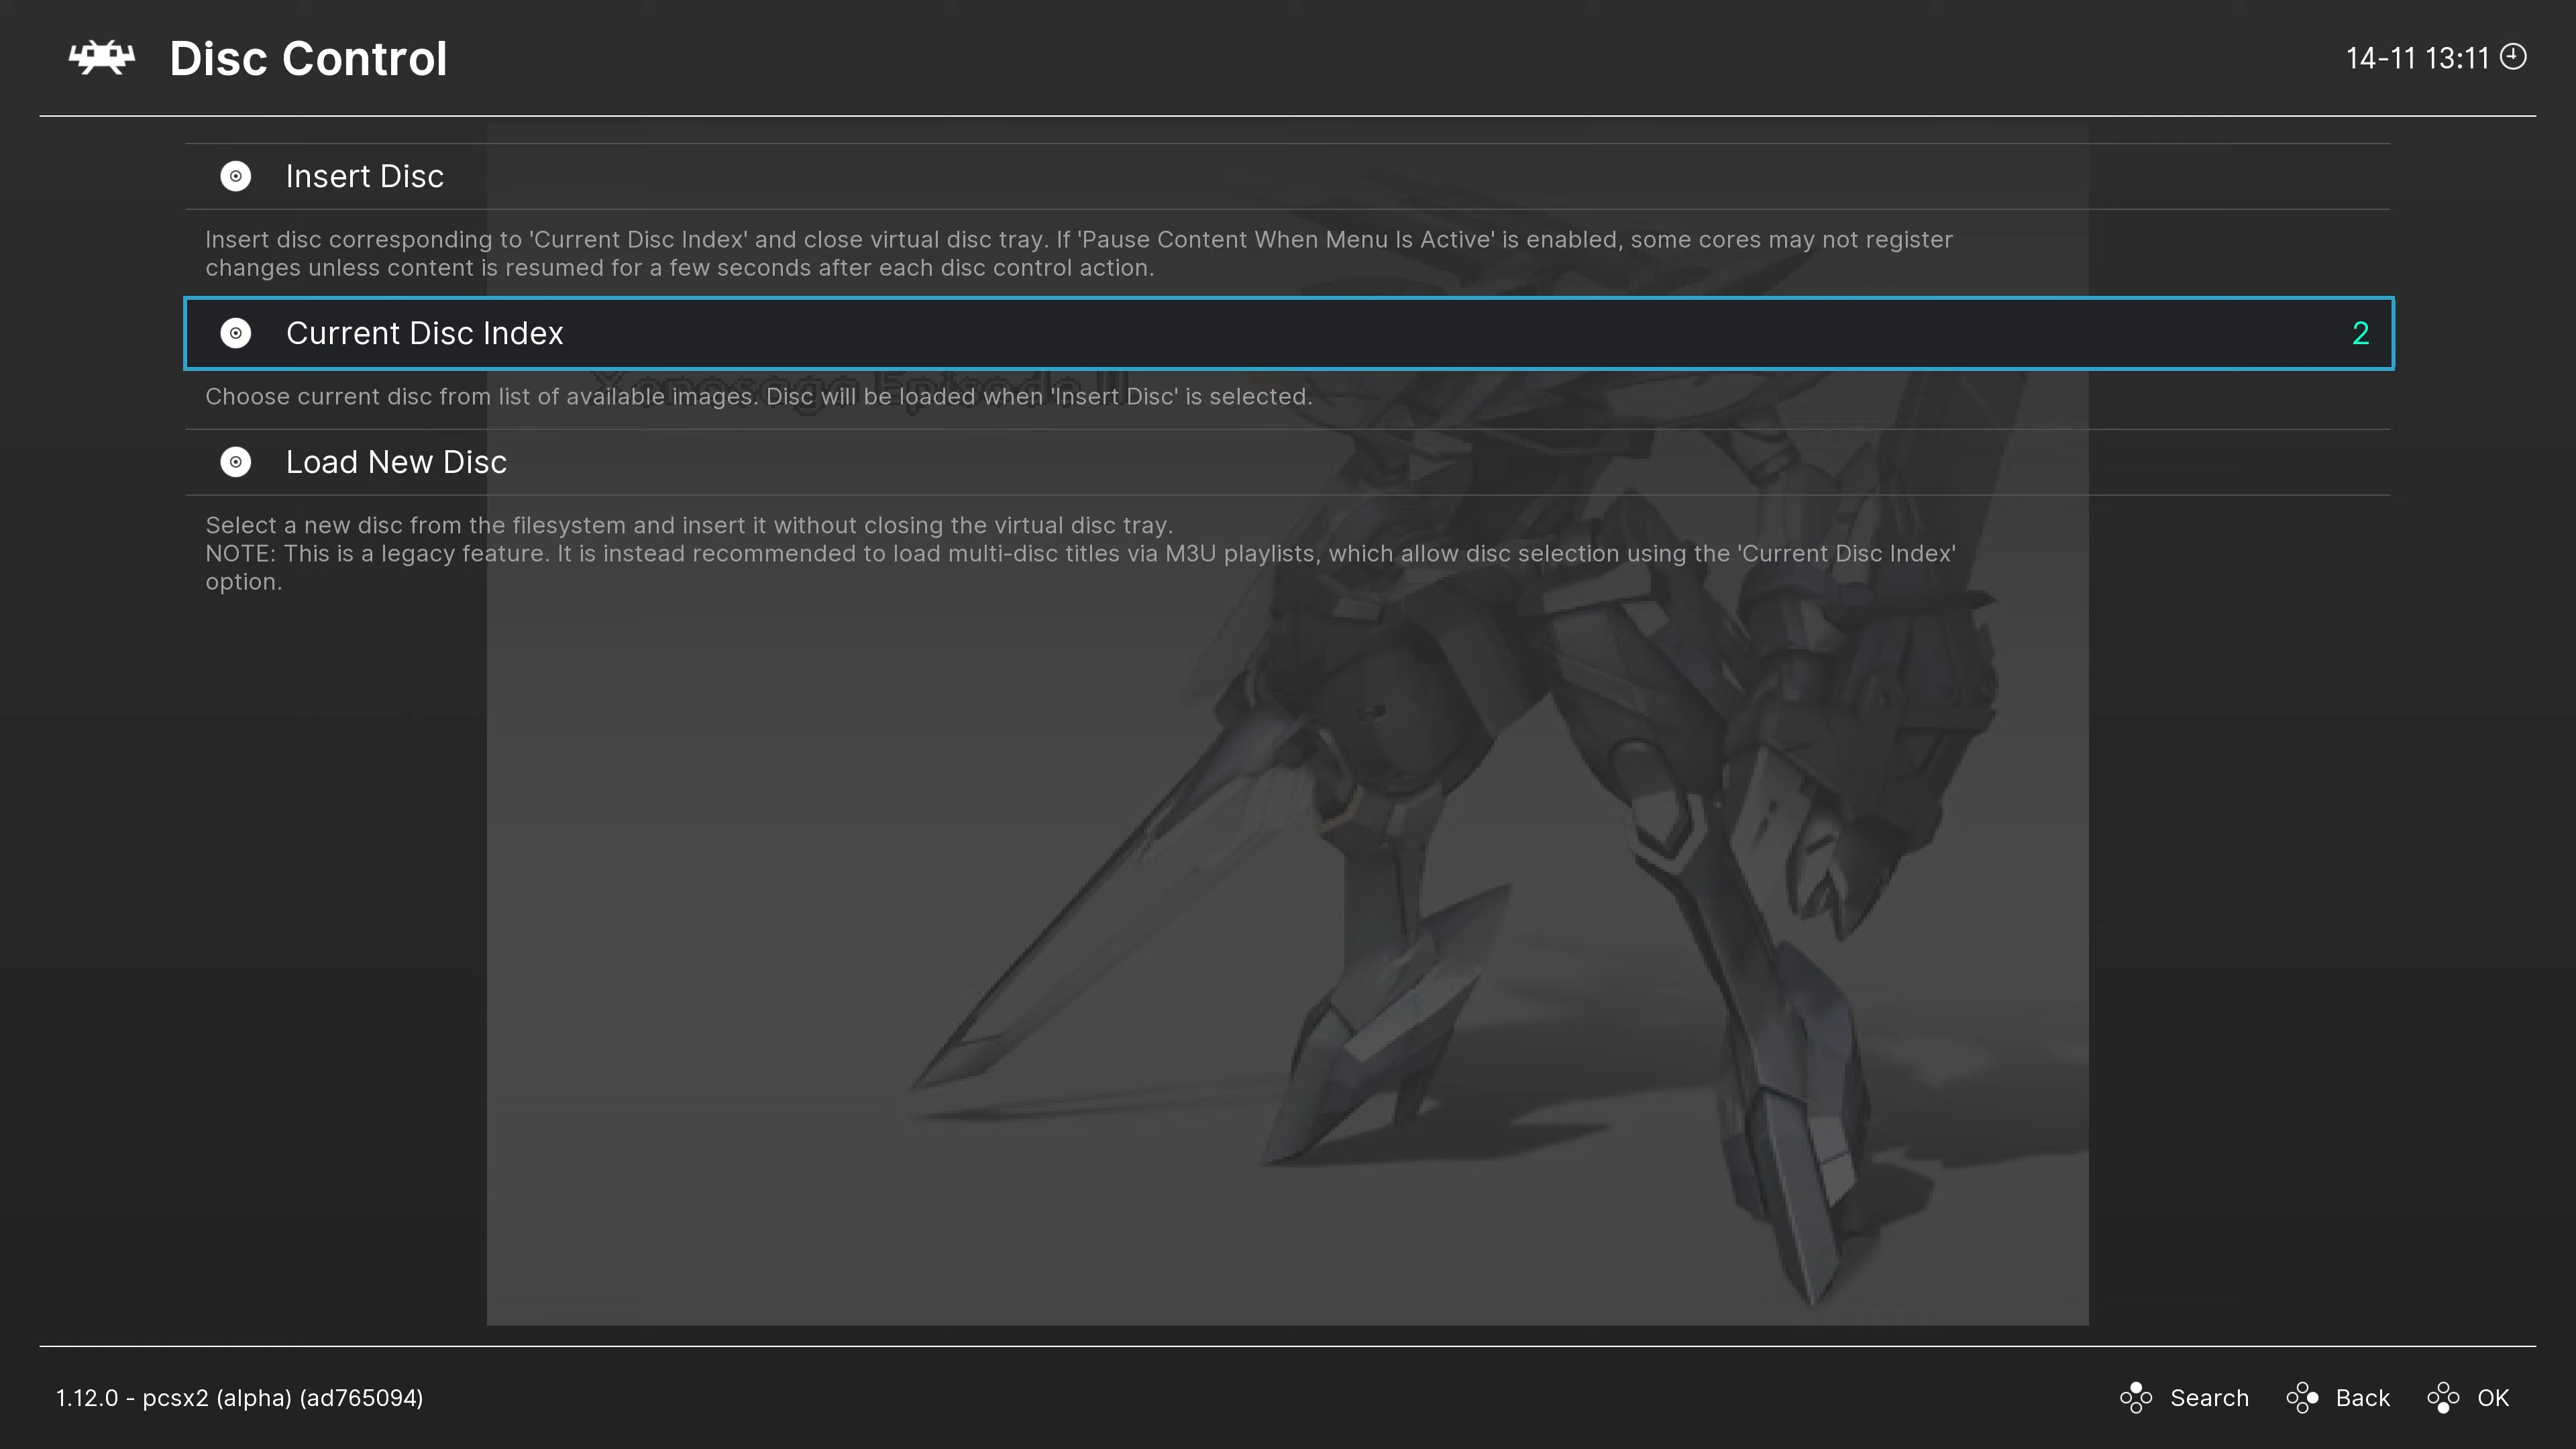 Disc Control
14-11 13:11
Insert Disc
Insert disc corresponding to 'Current Disc Index' and close virtual disc tray. If 'Pause Content When Menu Is Active' is enabled, some cores may not register
changes unless content is resumed for a few seconds after each disc control action.
Current Disc Index 2
Xenosaga Episode II
Choose current disc from list of available images. Disc will be loaded when 'Insert Disc' is selected.
Load New Disc
Select a new disc from the filesystem and insert it without closing the virtual disc tray.
NOTE: This is a legacy feature. It is instead recommended to load multi-disc titles via M3U playlists, which allow disc selection using the 'Current Disc Index'
option.
1.12.0 - pcsx2 (alpha) (ad765094)
Search Back OK